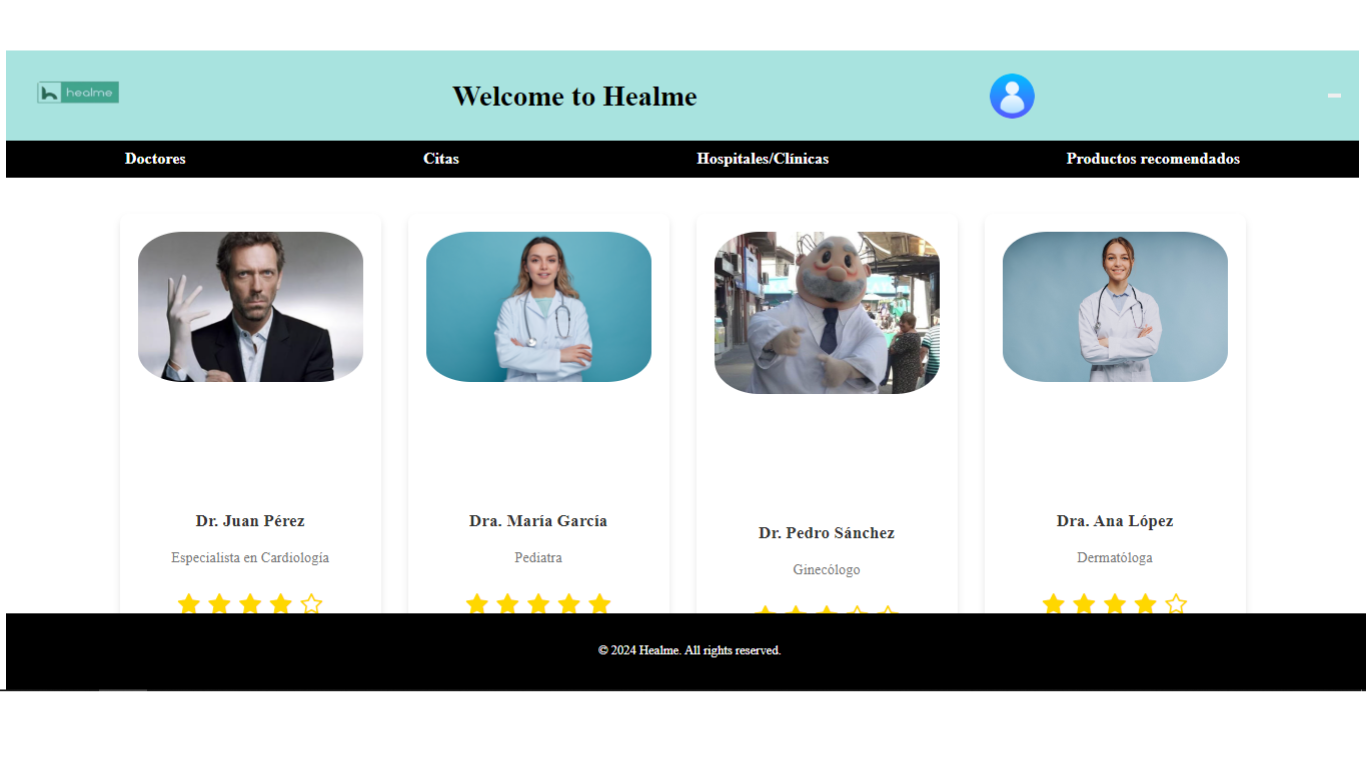 healme
Welcome to Healme
Doctores
Citas
Hospitales/Clínicas
Productos recomendados
Dr. Juan Pérez
Especialista en Cardiología
Dra. María García
Pediatra
Dr. Pedro Sánchez
Ginecólogo
Dra. Ana López
Dermatóloga
© 2024 Healme. All rights reserved.